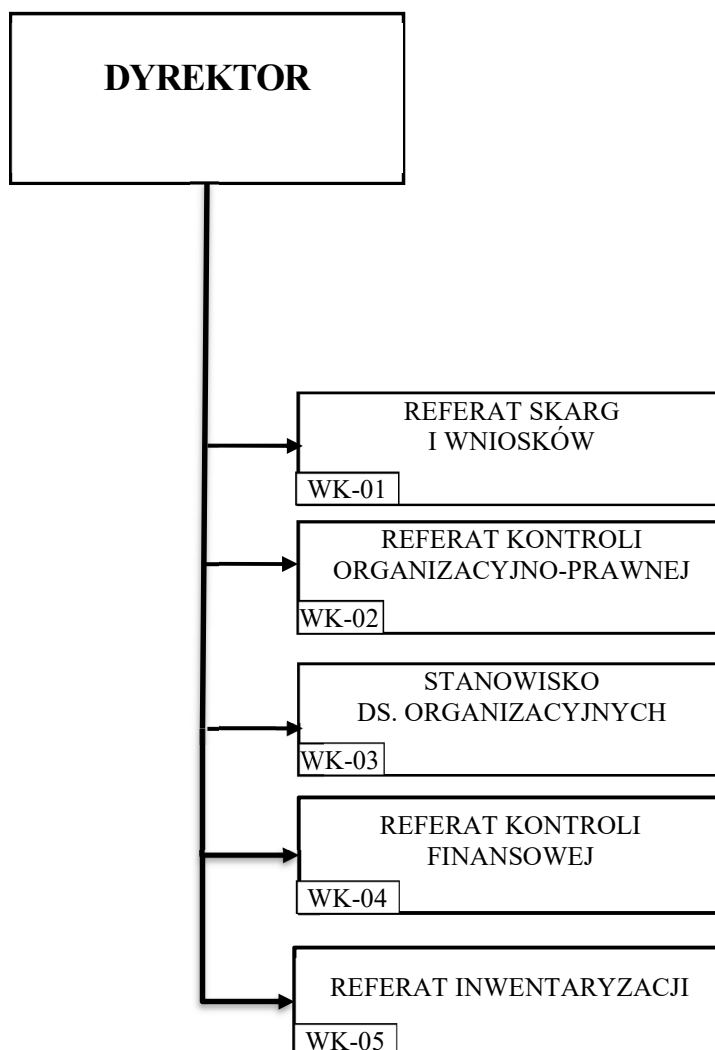 DYREKTOR
REFERAT SKARG
I WNIOSKÓW
WK-01
REFERAT KONTROLI
ORGANIZACYJNO-PRAWNEJ
WK-02
STANOWISKO
DS. ORGANIZACYJNYCH
WK-03
REFERAT KONTROLI
FINANSOWEJ
WK-04
REFERAT INWENTARYZACJI
WK-05